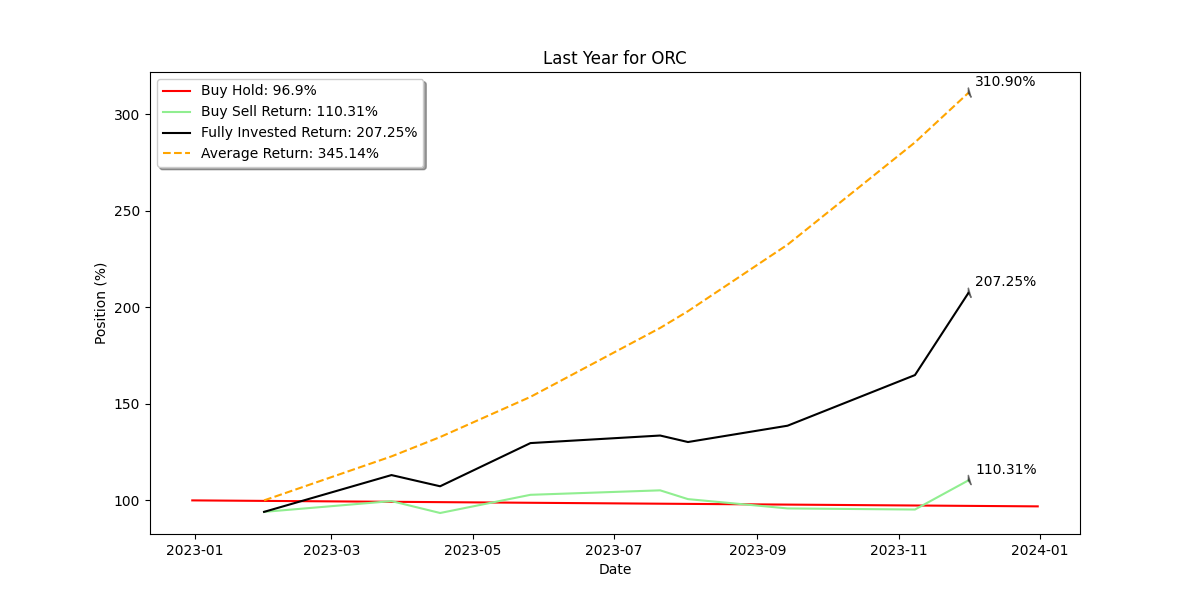 Last Year for ORC
Buy Hold: 96.9%
Buy Sell Return: 110.31%
Fully Invested Return: 207.25%
Average Return: 345.14%
310.90%
207.25%
110.31%
300
250
200
150
100
Position (%)
2023-01 2023-03 2023-05 2023-07 2023-09 2023-11 2024-01
Date